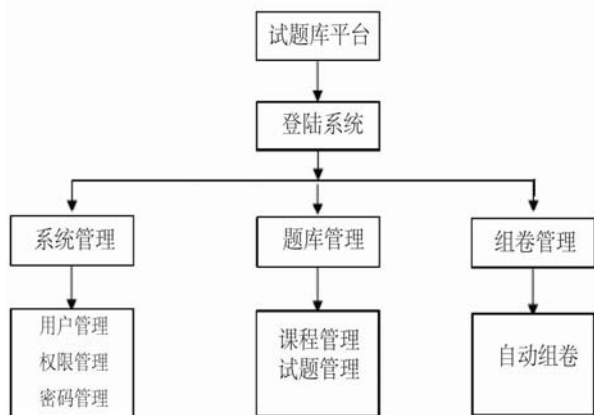 试题库平台
登陆系统
系统管理
题库管理
组卷管理
用户管理
权限管理
密码管理
课程管理
试题管理
自动组卷